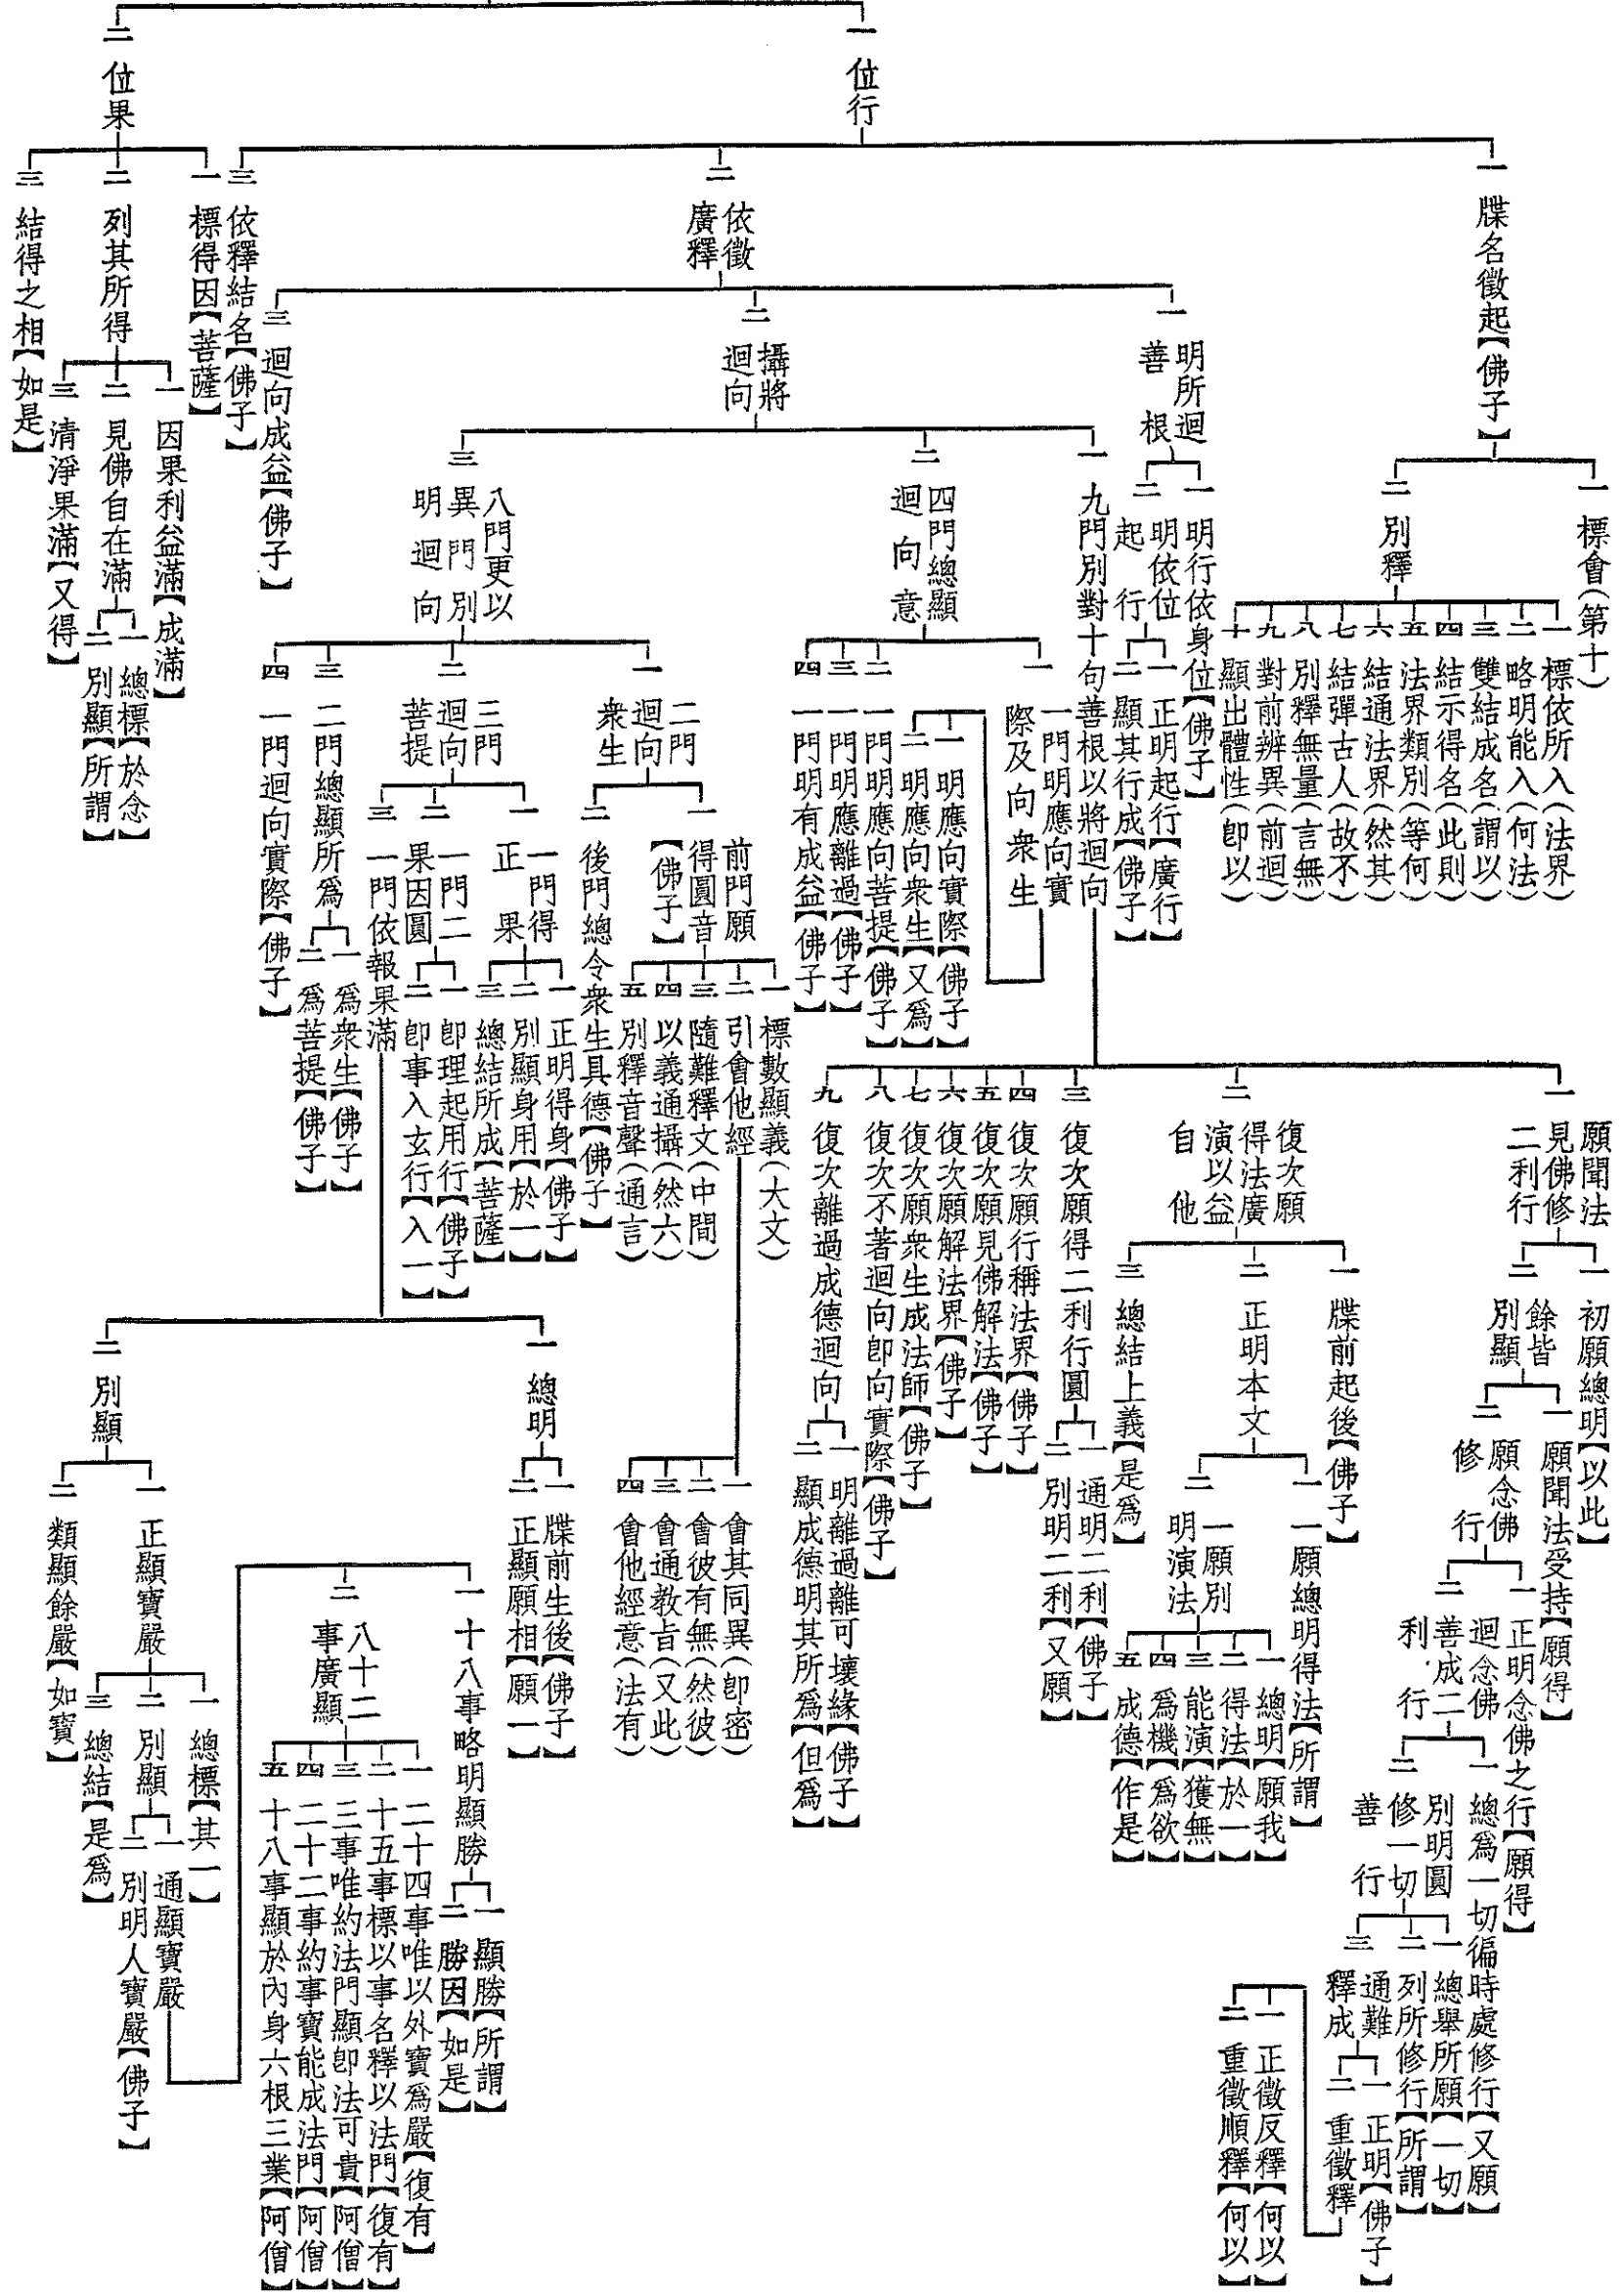 一 位行
一 牒名徵起【佛子】
一 標會(第十)
二 別釋
一 標依所入(法界)
二 略明能入(何法)
三 雙結成名(謂以)
四 結示得名(此則)
五 法界類別(等何)
六 結通法界(然其)
七 結彈古人(故不)
八 別釋無量(言無)
九 對前辨異(前迴)
十 顯出體性(卽以)
二 依徵廣釋
一 明所迴善根
一 明行依身位【佛子】
二 明依位起行
一 正明起行【廣行】
二 顯其行成【佛子】
二 攝將迴向
一 九門別對十句善根以將迴向
一 願聞法見佛修二利行
一 初願總明【以此】
二 餘皆別顯
一 願聞法受持【願得】
二 願念佛修行
一 正明念佛之行【願得】
二 迴念佛善成二利行
一 總爲一切徧時處修行【又願】
二 別明圓修一切善行
一 總舉所願【一切】
二 列所修行【所謂】
三 通難釋成
一 正明【佛子】
二 重徵釋
一 正徵反釋【何以】
二 重徵順釋【何以】
二 復次願得法廣演以益自他
一 牒前起後【佛子】
二 正明本文
一 一願總明得法【所謂】
二 一願別明演法
一 總明【願我】
二 得法【於一】
三 能演【獲無】
四 爲機【爲欲】
五 成德【作是】
三 總結上義【是爲】
三 復次願得二利行圓
一 通明二利【佛子】
二 別明二利【又願】
四 復次願行稱法界【佛子】
五 復次願見佛解法【佛子】
六 復次願解法界【佛子】
七 復次願衆生成法師【佛子】
八 復次不著迴向卽向實際【佛子】
九 復次離過成德迴向
一 明離過離可壞緣【佛子】
二 顯成德明其所爲【但爲】
二 四門總顯迴向意
一 一門明應向實際及向衆生
一 明應向實際【佛子】
二 明應向衆生【又爲】
二 一門明應向菩提【佛子】
三 一門明應離過【佛子】
四 一門明有成益【佛子】
三 八門更以異門別明迴向
一 二門迴向衆生
一 前門願得圓音【佛子】
一 標數顯義(大文)
二 引會他經
一 會其同異(卽密)
二 會彼有無(然彼)
三 會通教旨(又此)
四 會他經意(法有)
三 隨難釋文(中間)
四 以義通攝(然六)
五 別釋音聲(通言)
二 後門總令衆生具德【佛子】
二 三門迴向菩提
一 一門得正果
一 正明得身【佛子】
二 別顯身用【於一】
三 總結所成【菩薩】
二 一門二果因圓
一 卽理起用行【佛子】
二 卽事入玄行【入一】
三 一門依報果滿
一 總明
一 牒前生後【佛子】
二 正顯願相【願一】
二 別顯
一 正顯寶嚴
一 總標【其一】
二 別顯
一 通顯寶嚴
一 十八事略明顯勝
一 顯勝【所謂】
二 勝因【如是】
二 八十二事廣顯
一 二十四事唯以外寶爲嚴【復有】
二 十五事標以事名釋以法門【復有】
三 三事唯約法門顯卽法可貴【阿僧】
四 二十二事約事寶能成法門【阿僧】
五 十八事顯於內身六根三業【阿僧】
二 別明人寶嚴【佛子】
三 總結【是爲】
二 類顯餘嚴【如寶】
三 二門總顯所爲
一 爲衆生【佛子】
二 爲菩提【佛子】
四 一門迴向實際【佛子】
三 迴向成益【佛子】
三 依釋結名【佛子】
二 位果
一 標得因【菩薩】
二 列其所得
一 因果利益滿【成滿】
二 見佛自在滿
一 總標【於念】
二 別顯【所謂】
三 清淨果滿【又得】
三 結得之相【如是】